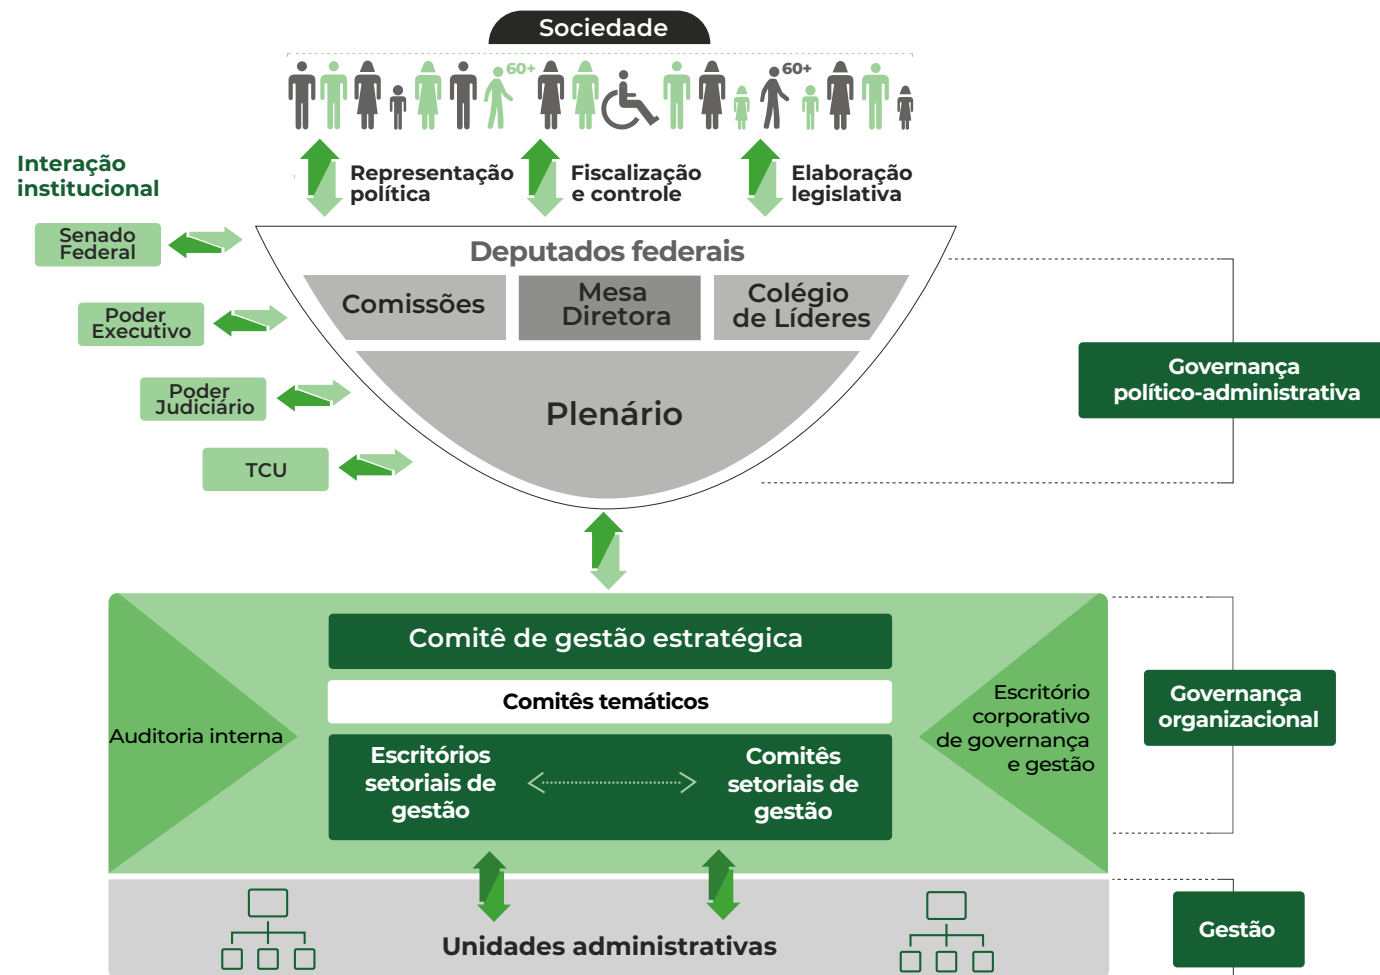 Sociedade
60+
60+
Interação
institucional
Representação
política
Fiscalização
e controle
Elaboração
legislativa
Senado
Federal
Poder
Executivo
Poder
Judiciário
TCU
Deputados federais
Comissões
Mesa
Diretora
Colégio
de Líderes
Plenário
Governança
político-administrativa
Comitê de gestão estratégica
Comitês temáticos
Auditoria interna
Escritórios
setoriais de
gestão
Comitês
setoriais de
gestão
Escritório
corporativo
de governança
e gestão
Governança
organizacional
Unidades administrativas
Gestão